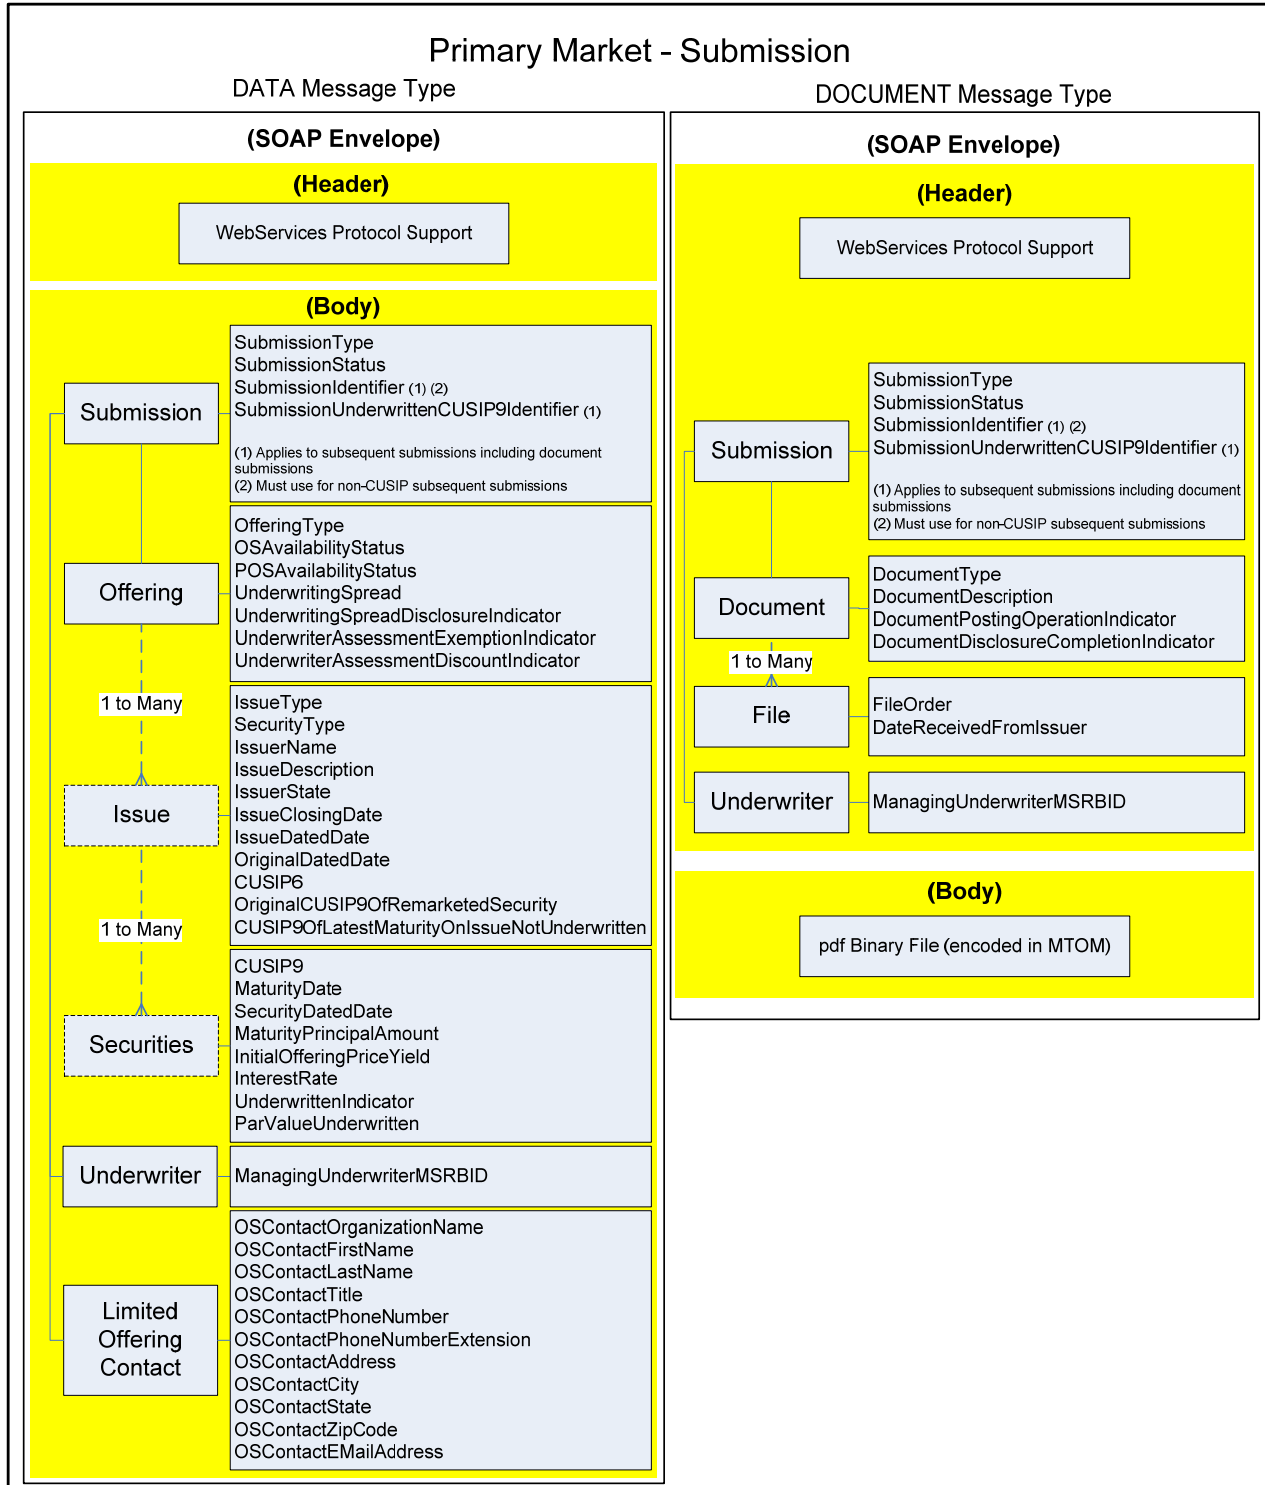 Primary Market - Submission
DATA Message Type
(SOAP Envelope)
(Header)
WebServices Protocol Support
(Body)
Submission
SubmissionType
SubmissionStatus
SubmissionIdentifier (1) (2)
SubmissionUnderwrittenCUSIP9Identifier (1)
(1) Applies to subsequent submissions including document
submissions
(2) Must use for non-CUSIP subsequent submissions
Offering
OfferingType
OSAvailabilityStatus
POSAvailabilityStatus
UnderwritingSpread
UnderwritingSpreadDisclosureIndicator
UnderwriterAssessmentExemptionIndicator
UnderwriterAssessmentDiscountIndicator
1 to Many
Issue
IssueType
SecurityType
IssuerName
IssueDescription
IssuerState
IssueClosingDate
IssueDatedDate
OriginalDatedDate
CUSIP6
OriginalCUSIP9OfRemarketedSecurity
CUSIP9OfLatestMaturityOnIssueNotUnderwritten
1 to Many
Securities
CUSIP9
MaturityDate
SecurityDatedDate
MaturityPrincipalAmount
InitialOfferingPriceYield
InterestRate
UnderwrittenIndicator
ParValueUnderwritten
Underwriter
ManagingUnderwriterMSRBID
Limited
Offering
Contact
OSContactOrganizationName
OSContactFirstName
OSContactLastName
OSContactTitle
OSContactPhoneNumber
OSContactPhoneNumberExtension
OSContactAddress
OSContactCity
OSContactState
OSContactZipCode
OSContactEMailAddress
DOCUMENT Message Type
(SOAP Envelope)
(Header)
WebServices Protocol Support
Submission
SubmissionType
SubmissionStatus
SubmissionIdentifier (1) (2)
SubmissionUnderwrittenCUSIP9Identifier (1)
(1) Applies to subsequent submissions including document
submissions
(2) Must use for non-CUSIP subsequent submissions
Document
DocumentType
DocumentDescription
DocumentPostingOperationIndicator
DocumentDisclosureCompletionIndicator
1 to Many
File
FileOrder
DateReceivedFromIssuer
Underwriter
ManagingUnderwriterMSRBID
(Body)
pdf Binary File (encoded in MTOM)